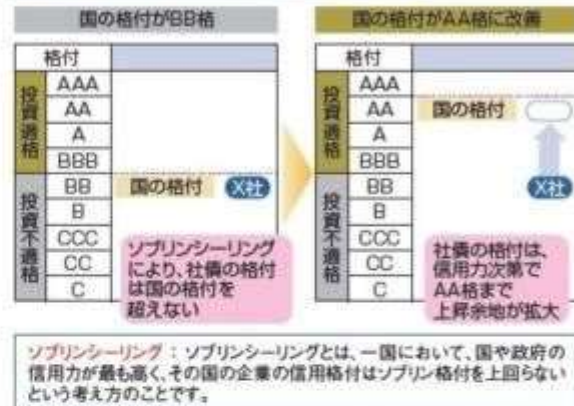 国の格付がBB格
格付
投資適格
AAA
AA
A
BBB
投資不適格
BB
B
CCC
CC
C
国の格付
X社
ソブリンシーリング
により、社債の格付
は国の格付を
超えない
国の格付がAA格に改善
格付
投資適格
AAA
AA
A
BBB
投資不適格
BB
B
CCC
CC
C
国の格付
X社
社債の格付は、
信用力次第で
AA格まで
上昇余地が拡大
ソブリンシーリング：ソブリンシーリングとは、一国において、国や政府の
信用力が最も高く、その国の企業の信用格付はソブリン格付を上回らない
という考え方のことです。